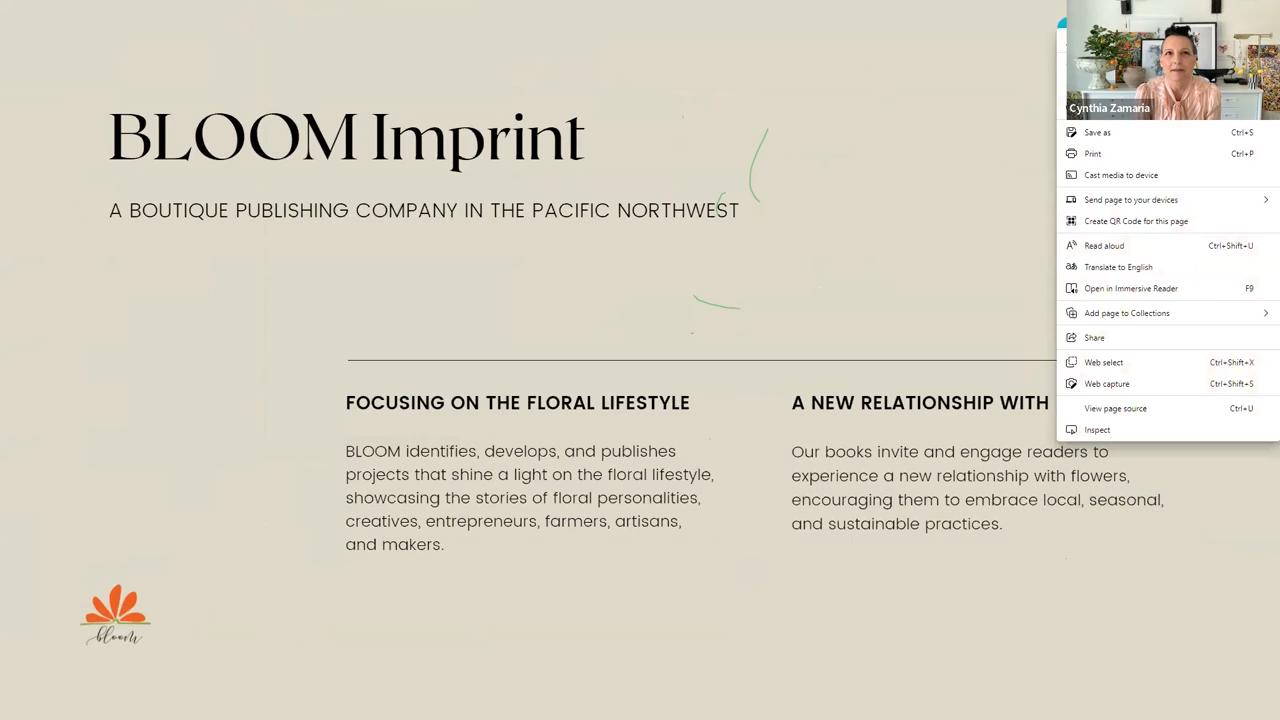 BLOOM Imprint
A BOUTIQUE PUBLISHING COMPANY IN THE PACIFIC NORTHWEST
FOCUSING ON THE FLORAL LIFESTYLE
BLOOM identifies, develops, and publishes
projects that shine a light on the floral lifestyle,
showcasing the stories of floral personalities,
creatives, entrepreneurs, farmers, artisans,
and makers.
A NEW RELATIONSHIP WITH
Our books invite and engage readers to
experience a new relationship with flowers,
encouraging them to embrace local, seasonal,
and sustainable practices.
bloom
Cynthia Zamaria
Save as Ctrl+S
Print Ctrl+P
Cast media to device
Send page to your devices
Create QR Code for this page
Read aloud Ctrl+Shift+U
Translate to English
Open in Immersive Reader F9
Add page to Collections
Share
Web select Ctrl+Shift+X
Web capture Ctrl+Shift+S
View page source Ctrl+U
Inspect